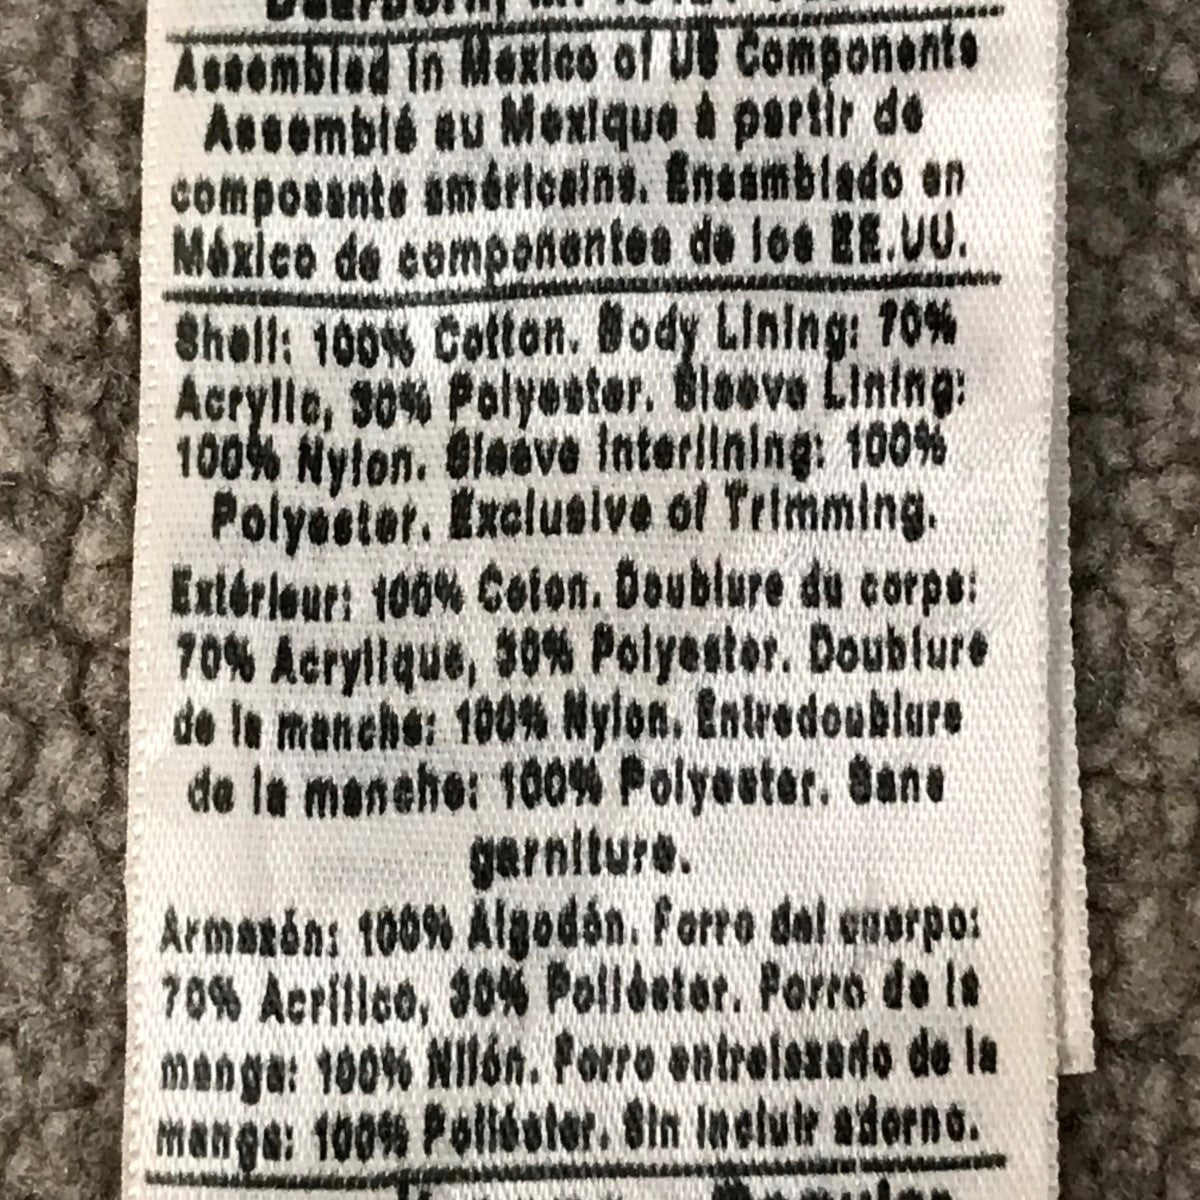 Dearborn,
Assembled in Mexico of US Components
Assemblé au Mexique à partir de
composants américains. Ensamblado en
México de componentes de los EE.UU.
Shell: 100% Cotton. Body Lining: 70%
Acrylic, 30% Polyester. Sleeve Lining:
100% Nylon. Sleeve Interlining: 100%
Polyester. Exclusive of Trimming.
Extérieur: 100% Coton. Doublure du corps:
70% Acrylique, 30% Polyester. Doublure
de la manche: 100% Nylon. Entredoublure
de la manche: 100% Polyester. Sans
garniture.
Armazón: 100% Algodón. Forro del cuerpo:
70% Acrílico, 30% Poliéster. Forro de la
manga: 100% Nilón. Forro entrelazado de la
manga: 100% Poliéster. Sin incluir adorno.